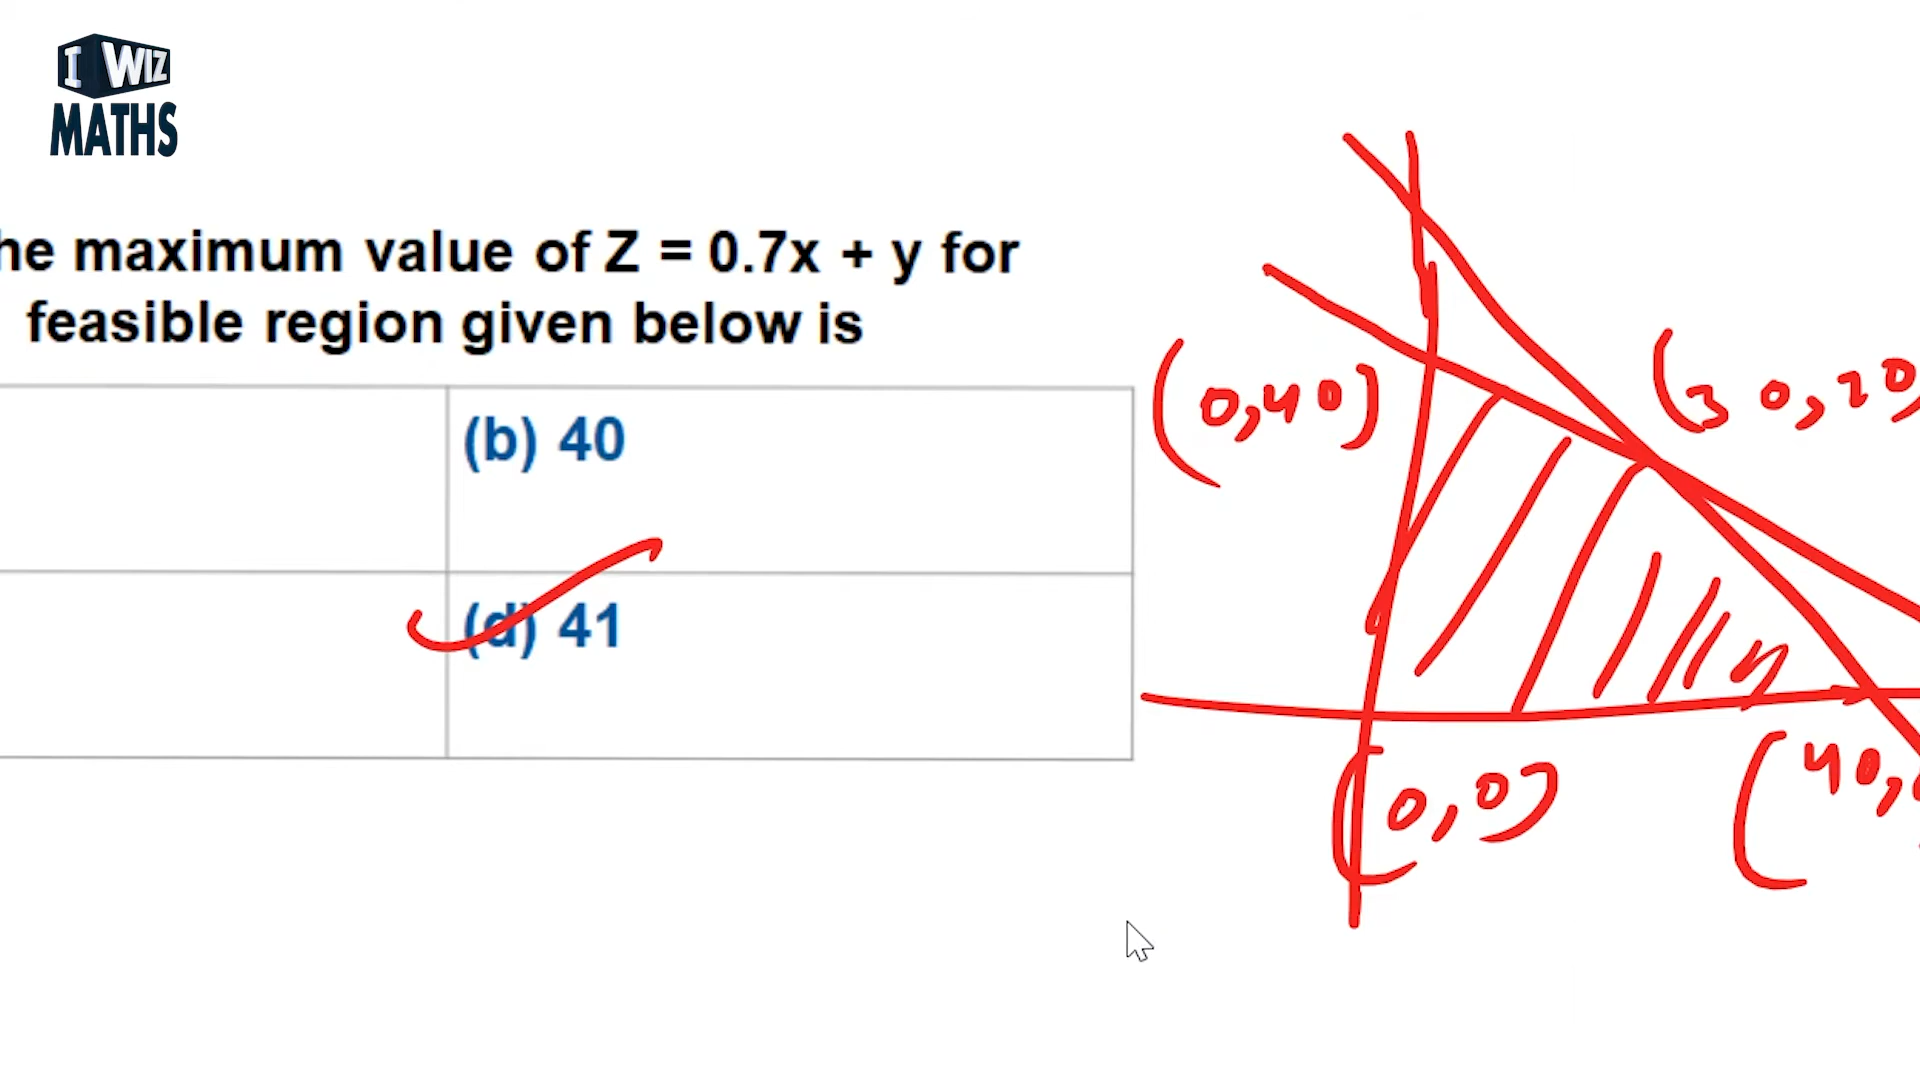 I WIZ
MATHS
he maximum value of Z = 0.7x + y for
feasible region given below is
(b) 40
(d) 41
(0,40)
(30,20,
(0,0)
(40,